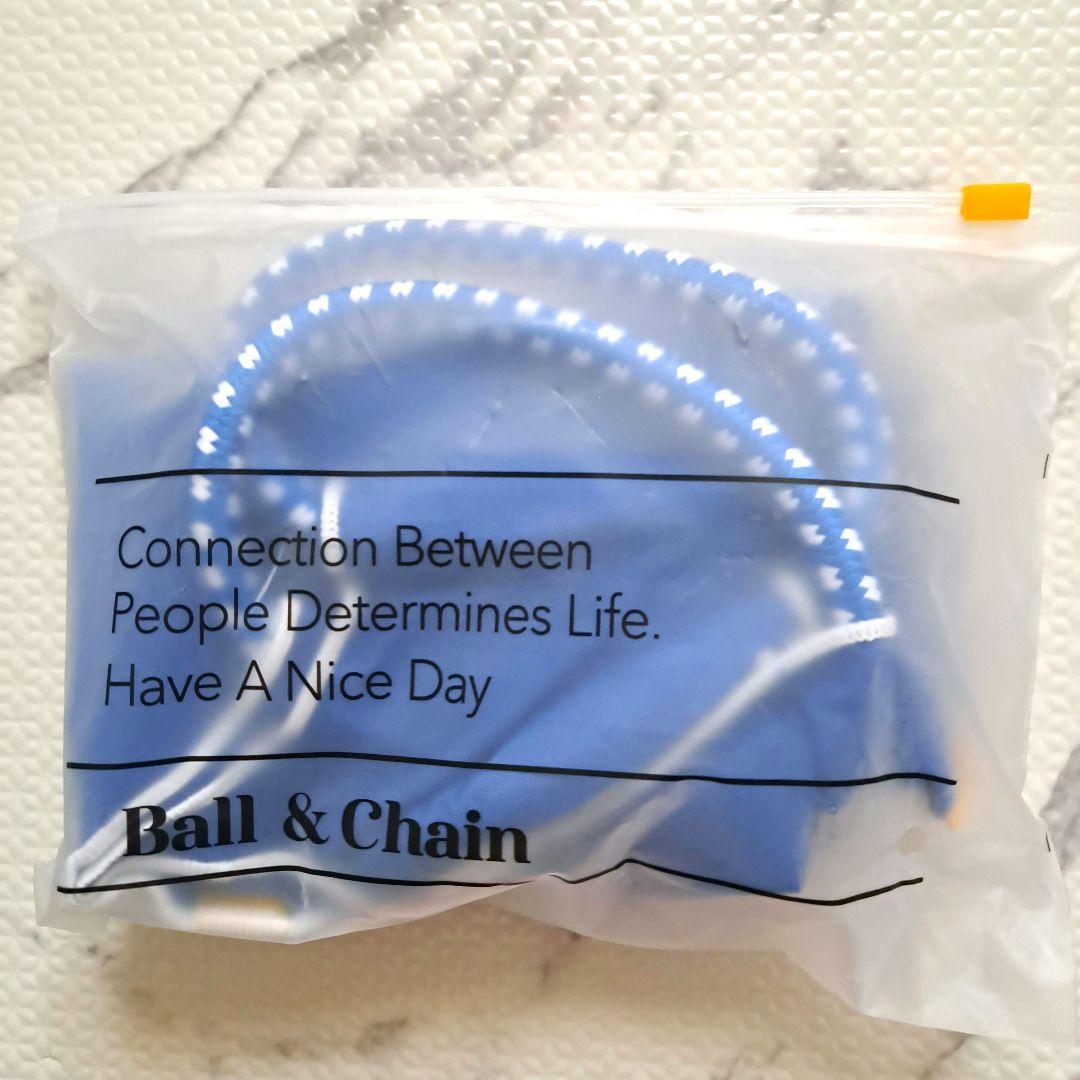 Connection Between
People Determines Life.
Have A Nice Day
Ball & Chain